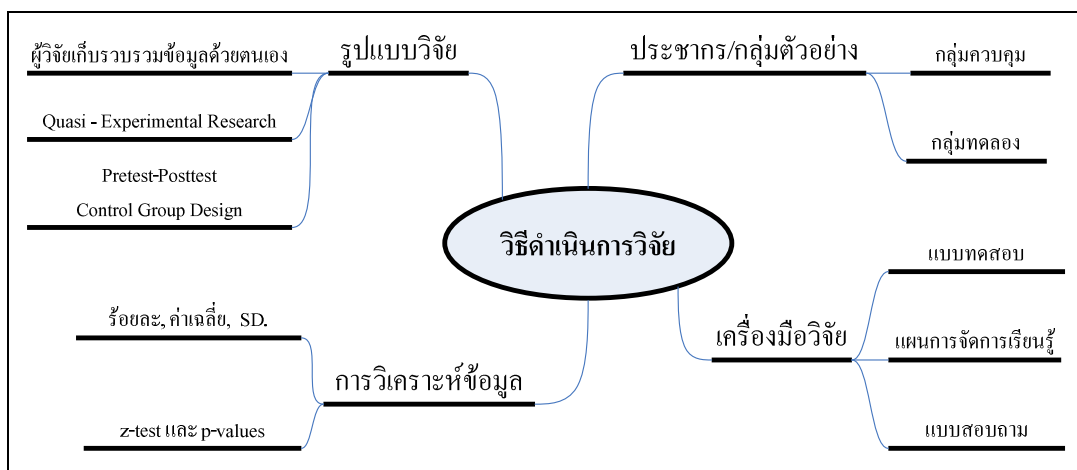 รูปแบบวิจัย
ผู้วิจัยเก็บรวบรวมข้อมูลด้วยตนเอง
Quasi - Experimental Research
Pretest-Posttest
Control Group Design
ประชากร/กลุ่มตัวอย่าง
กลุ่มควบคุม
กลุ่มทดลอง
วิธีดำเนินการวิจัย
เครื่องมือวิจัย
แบบทดสอบ
แผนการจัดการเรียนรู้
แบบสอบถาม
การวิเคราะห์ข้อมูล
ร้อยละ, ค่าเฉลี่ย, SD.
z-test และ p-values